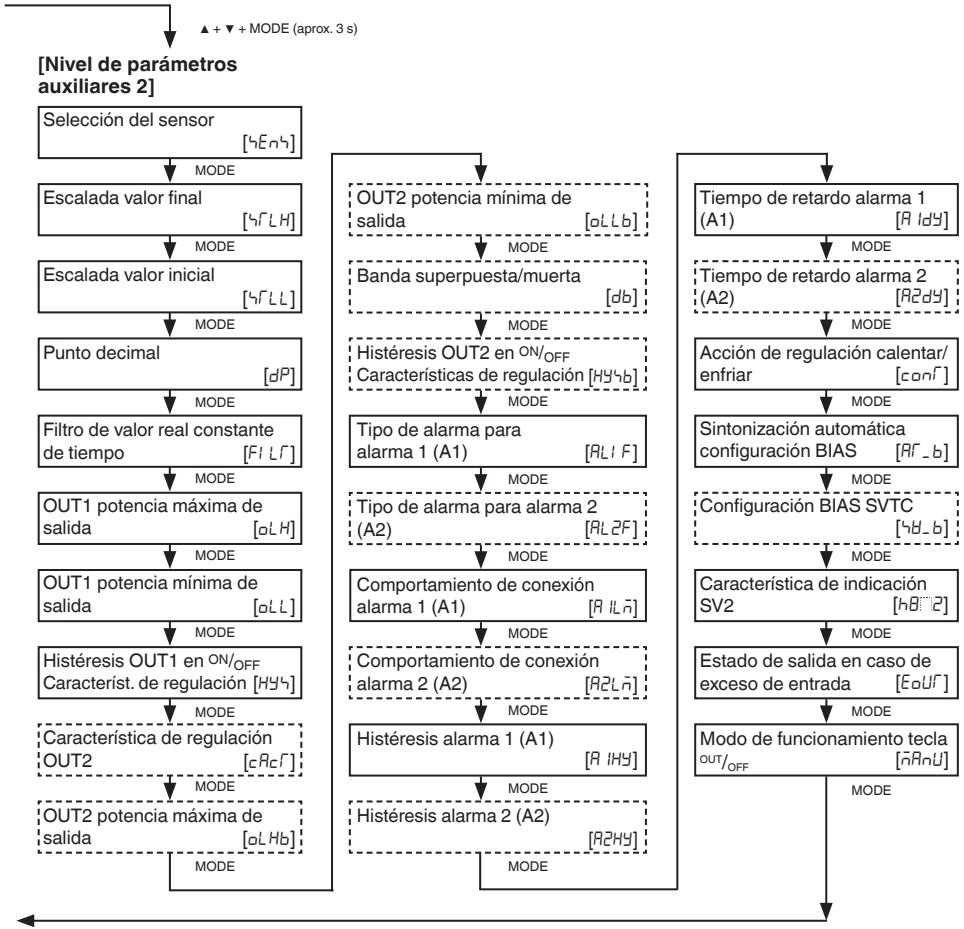 ▲ + ▼ + MODE (aprox. 3 s)
[Nivel de parámetros
auxiliares 2]
Selección del sensor
[SEnS]
MODE
Escalada valor final
[STLH]
MODE
Escalada valor inicial
[STLL]
MODE
Punto decimal
[dP]
MODE
Filtro de valor real constante
de tiempo [FILT]
MODE
OUT1 potencia máxima de
salida [oLH]
MODE
OUT1 potencia mínima de
salida [oLL]
MODE
Histéresis OUT1 en ON/OFF
Característ. de regulación [HYS]
MODE
Característica de regulación
OUT2 [cAcT]
MODE
OUT2 potencia máxima de
salida [oLHb]
MODE
OUT2 potencia mínima de
salida [oLLb]
MODE
Banda superpuesta/muerta
[db]
MODE
Histéresis OUT2 en ON/OFF
Características de regulación [HYSb]
MODE
Tipo de alarma para
alarma 1 (A1) [AL1F]
MODE
Tipo de alarma para alarma 2
(A2) [AL2F]
MODE
Comportamiento de conexión
alarma 1 (A1) [A1LM]
MODE
Comportamiento de conexión
alarma 2 (A2) [A2LM]
MODE
Histéresis alarma 1 (A1)
[A1HY]
MODE
Histéresis alarma 2 (A2)
[A2HY]
MODE
Tiempo de retardo alarma 1
(A1) [A1dY]
MODE
Tiempo de retardo alarma 2
(A2) [A2dY]
MODE
Acción de regulación calentar/
enfriar [conT]
MODE
Sintonización automática
configuración BIAS [AT_b]
MODE
Configuración BIAS SVTC
[SV_b]
MODE
Característica de indicación
SV2
MODE
Estado de salida en caso de
exceso de entrada [EoUT]
MODE
Modo de funcionamiento tecla
OUT/OFF [MAnU]
MODE